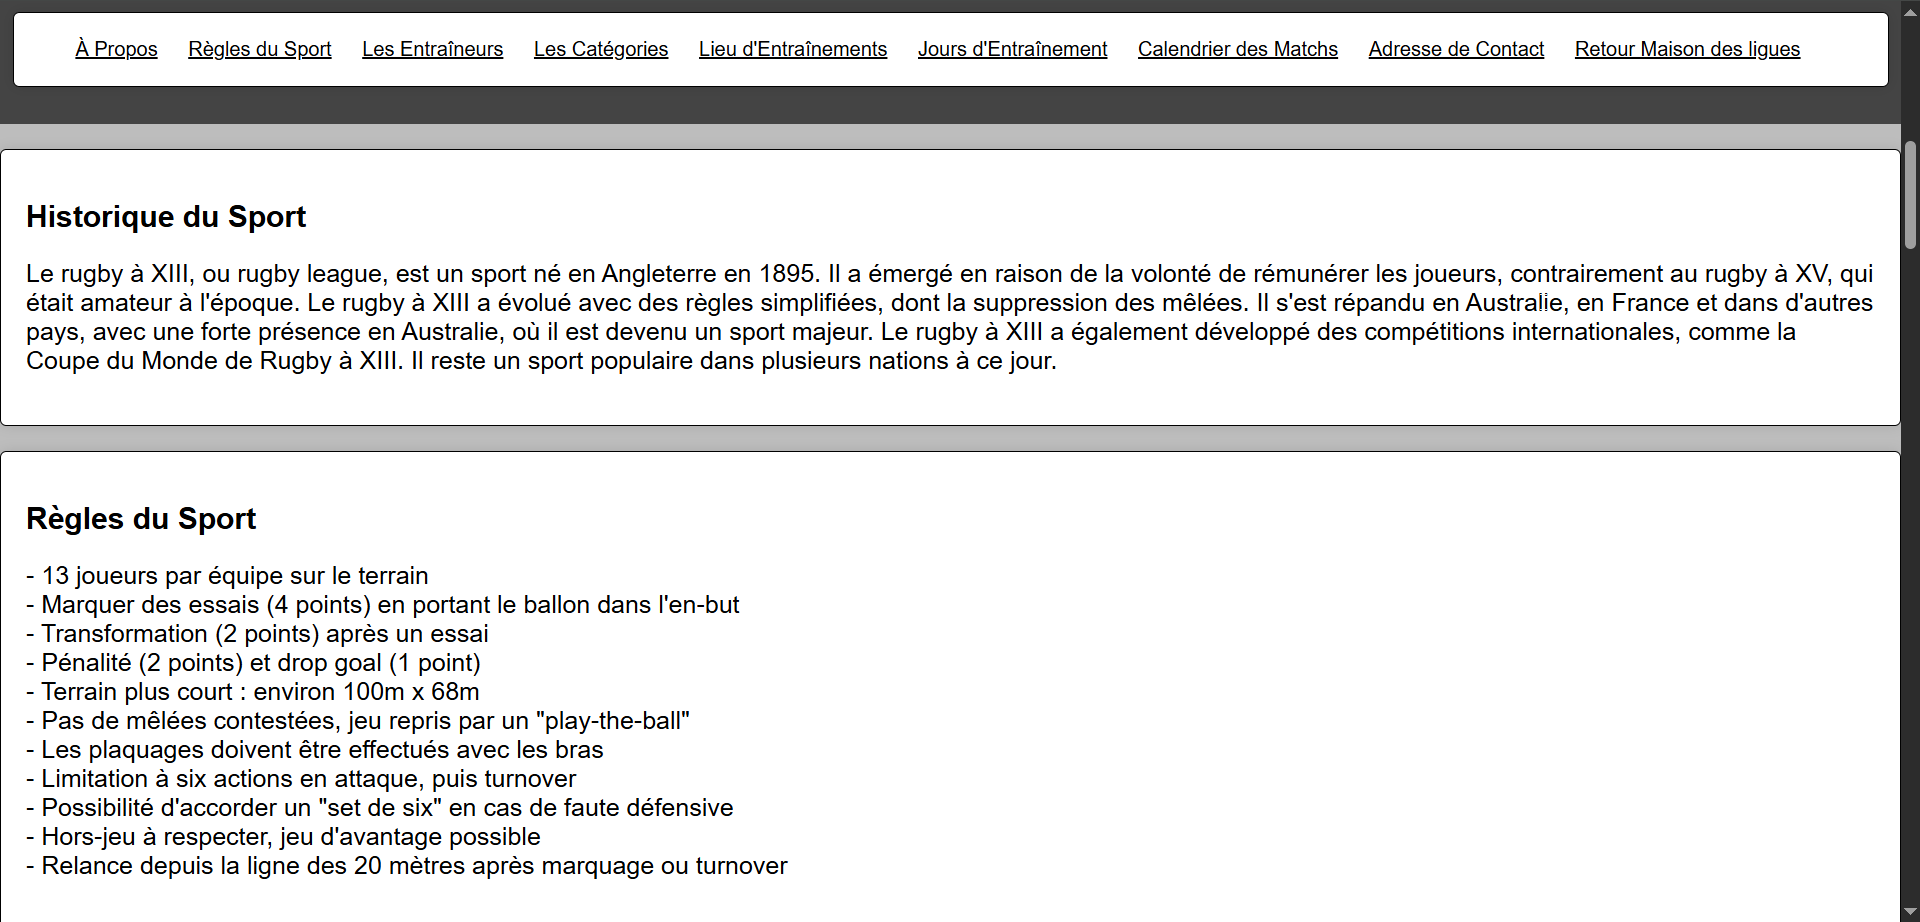 À Propos Règles du Sport Les Entraîneurs Les Catégories Lieu d'Entraînements Jours d'Entraînement Calendrier des Matchs Adresse de Contact Retour Maison des ligues
Historique du Sport
Le rugby à XIII, ou rugby league, est un sport né en Angleterre en 1895. Il a émergé en raison de la volonté de rémunérer les joueurs, contrairement au rugby à XV, qui
était amateur à l'époque. Le rugby à XIII a évolué avec des règles simplifiées, dont la suppression des mêlées. Il s'est répandu en Australie, en France et dans d'autres
pays, avec une forte présence en Australie, où il est devenu un sport majeur. Le rugby à XIII a également développé des compétitions internationales, comme la
Coupe du Monde de Rugby à XIII. Il reste un sport populaire dans plusieurs nations à ce jour.
Règles du Sport
- 13 joueurs par équipe sur le terrain
- Marquer des essais (4 points) en portant le ballon dans l'en-but
- Transformation (2 points) après un essai
- Pénalité (2 points) et drop goal (1 point)
- Terrain plus court : environ 100m x 68m
- Pas de mêlées contestées, jeu repris par un "play-the-ball"
- Les plaquages doivent être effectués avec les bras
- Limitation à six actions en attaque, puis turnover
- Possibilité d'accorder un "set de six" en cas de faute défensive
- Hors-jeu à respecter, jeu d'avantage possible
- Relance depuis la ligne des 20 mètres après marquage ou turnover